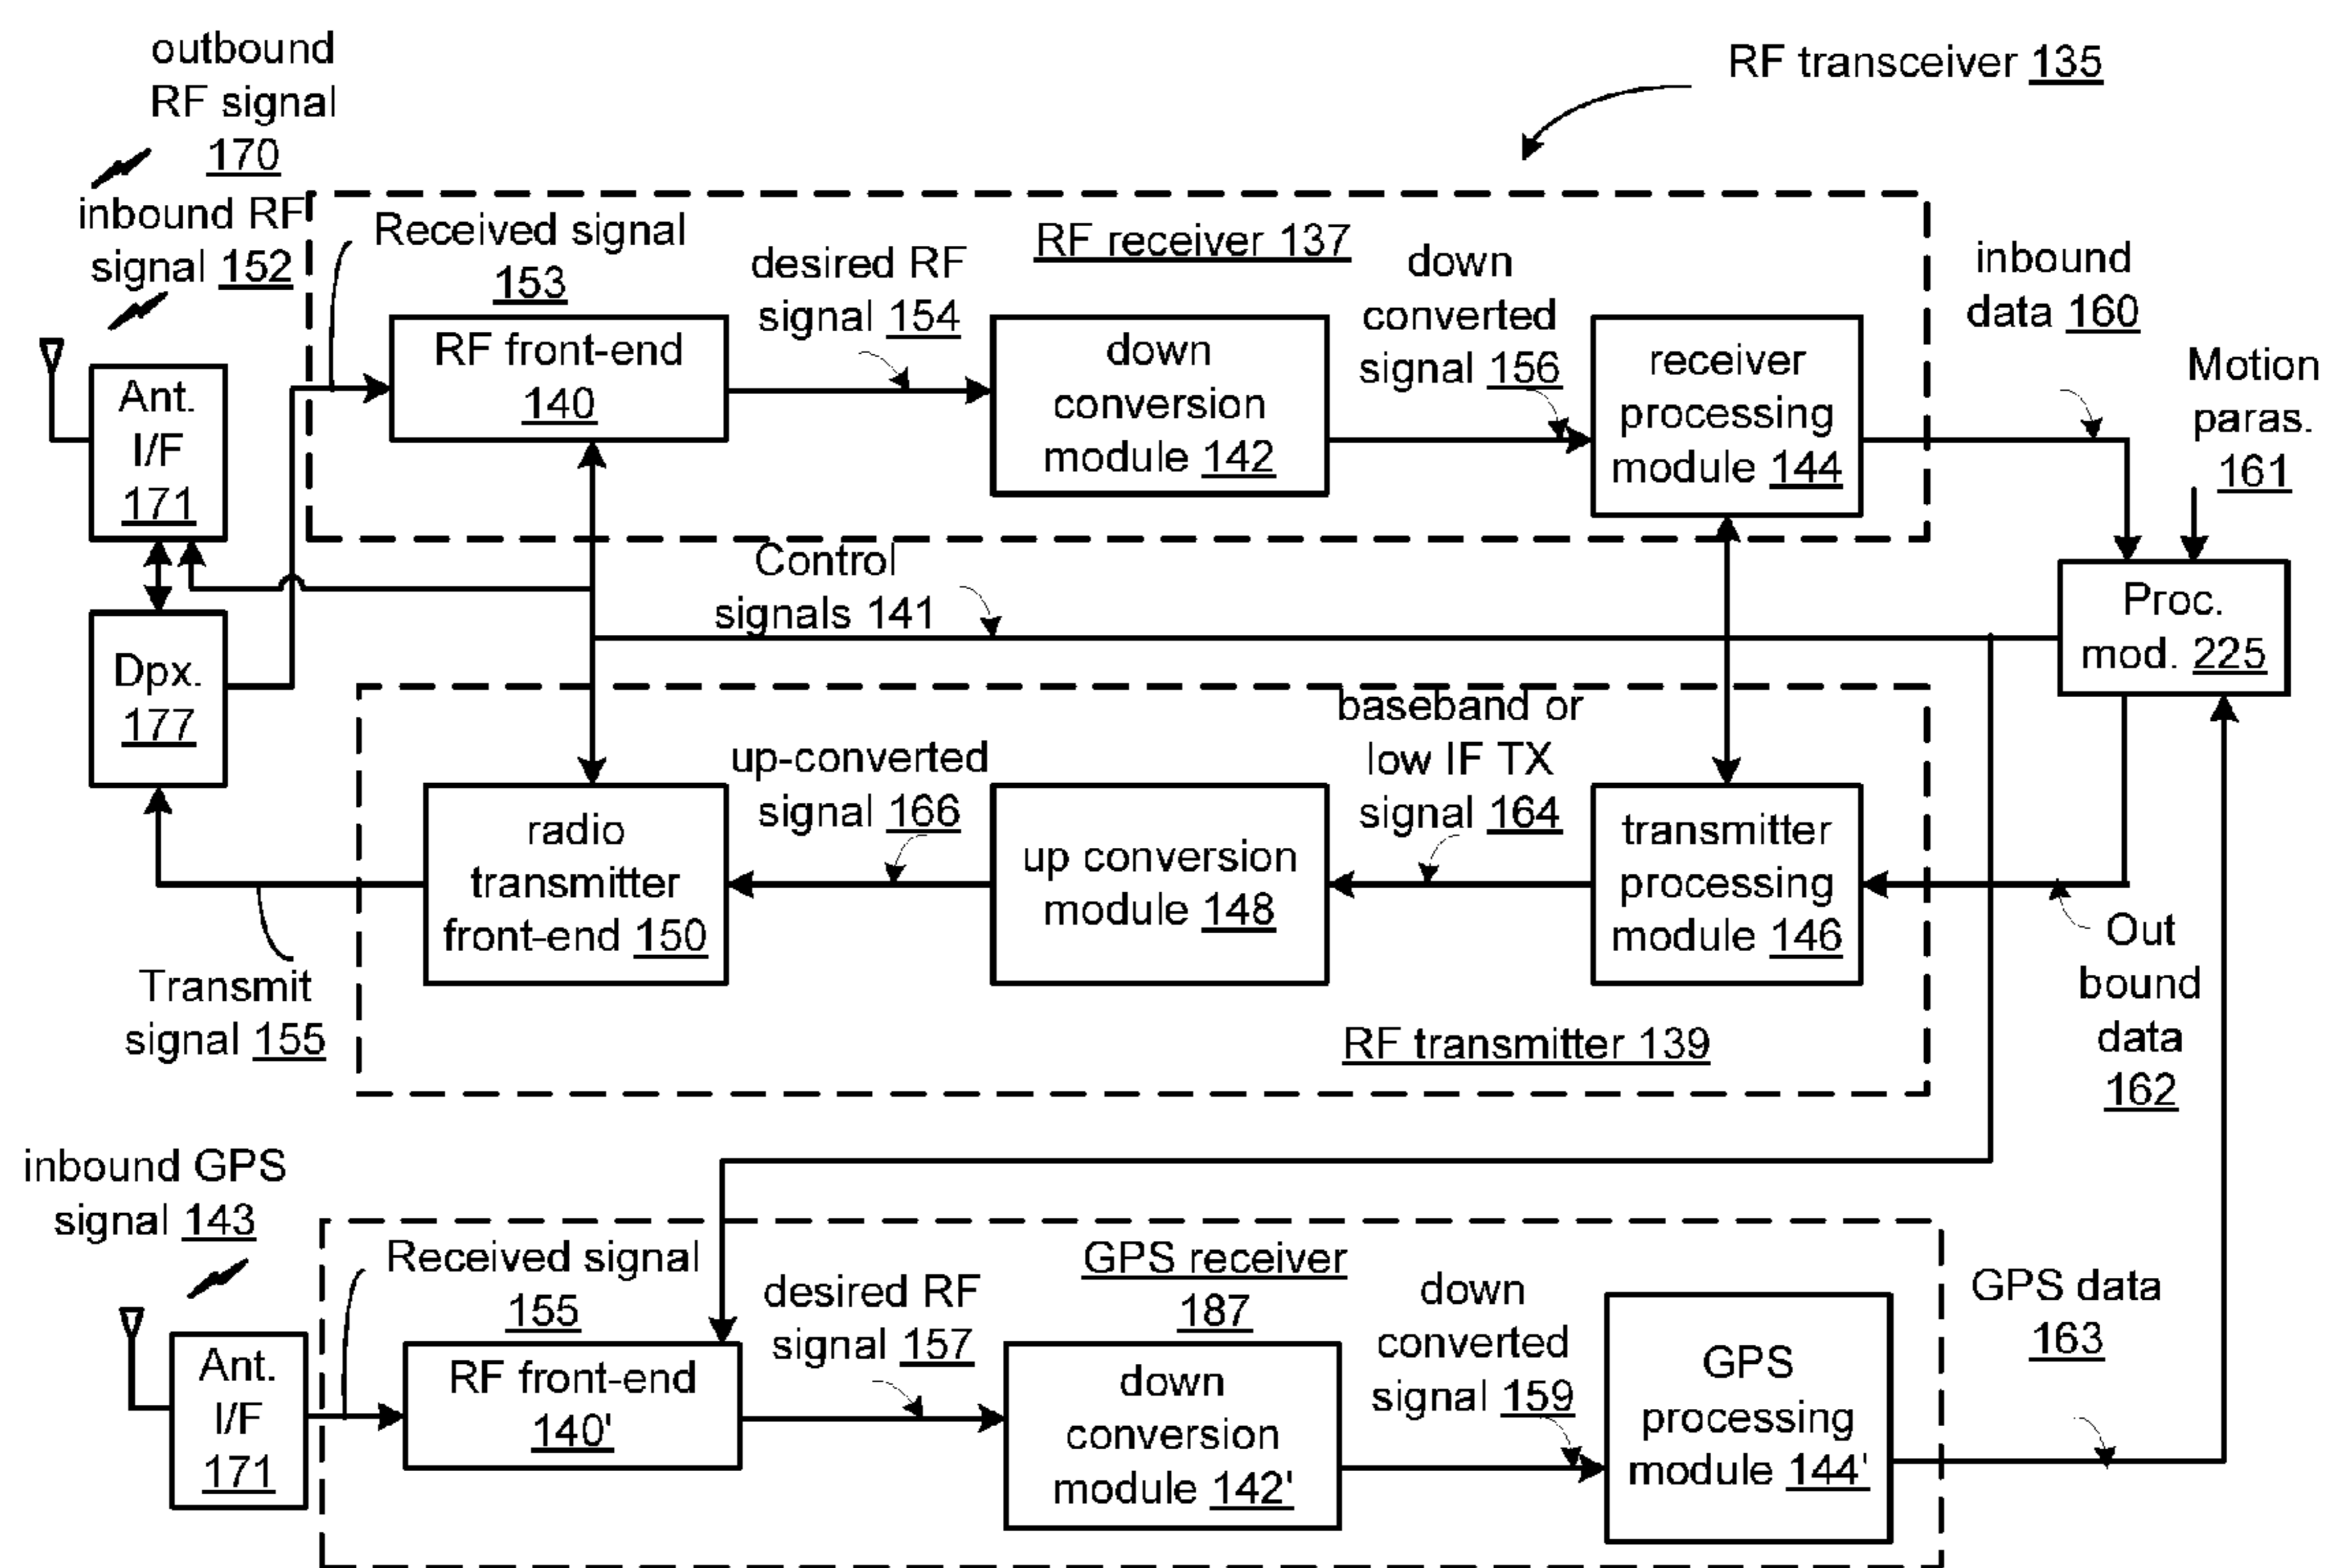 outbound
RF signal
170
RF transceiver 135
inbound RF
signal 152
Received signal
153
desired RF
signal 154
RF receiver 137
down
converted
signal 156
inbound
data 160
Motion
paras.
161
Ant.
I/F
171
RF front-end
140
down
conversion
module 142
receiver
processing
module 144
Control
signals 141
Proc.
mod. 225
Dpx.
177
up-converted
signal 166
baseband or
low IF TX
signal 164
radio
transmitter
front-end 150
up conversion
module 148
transmitter
processing
module 146
Out
bound
data
162
Transmit
signal 155
RF transmitter 139
inbound GPS
signal 143
Received signal
155
desired RF
signal 157
GPS receiver
187
down
converted
signal 159
GPS data
163
Ant.
I/F
171
RF front-end
140'
down
conversion
module 142'
GPS
processing
module 144'